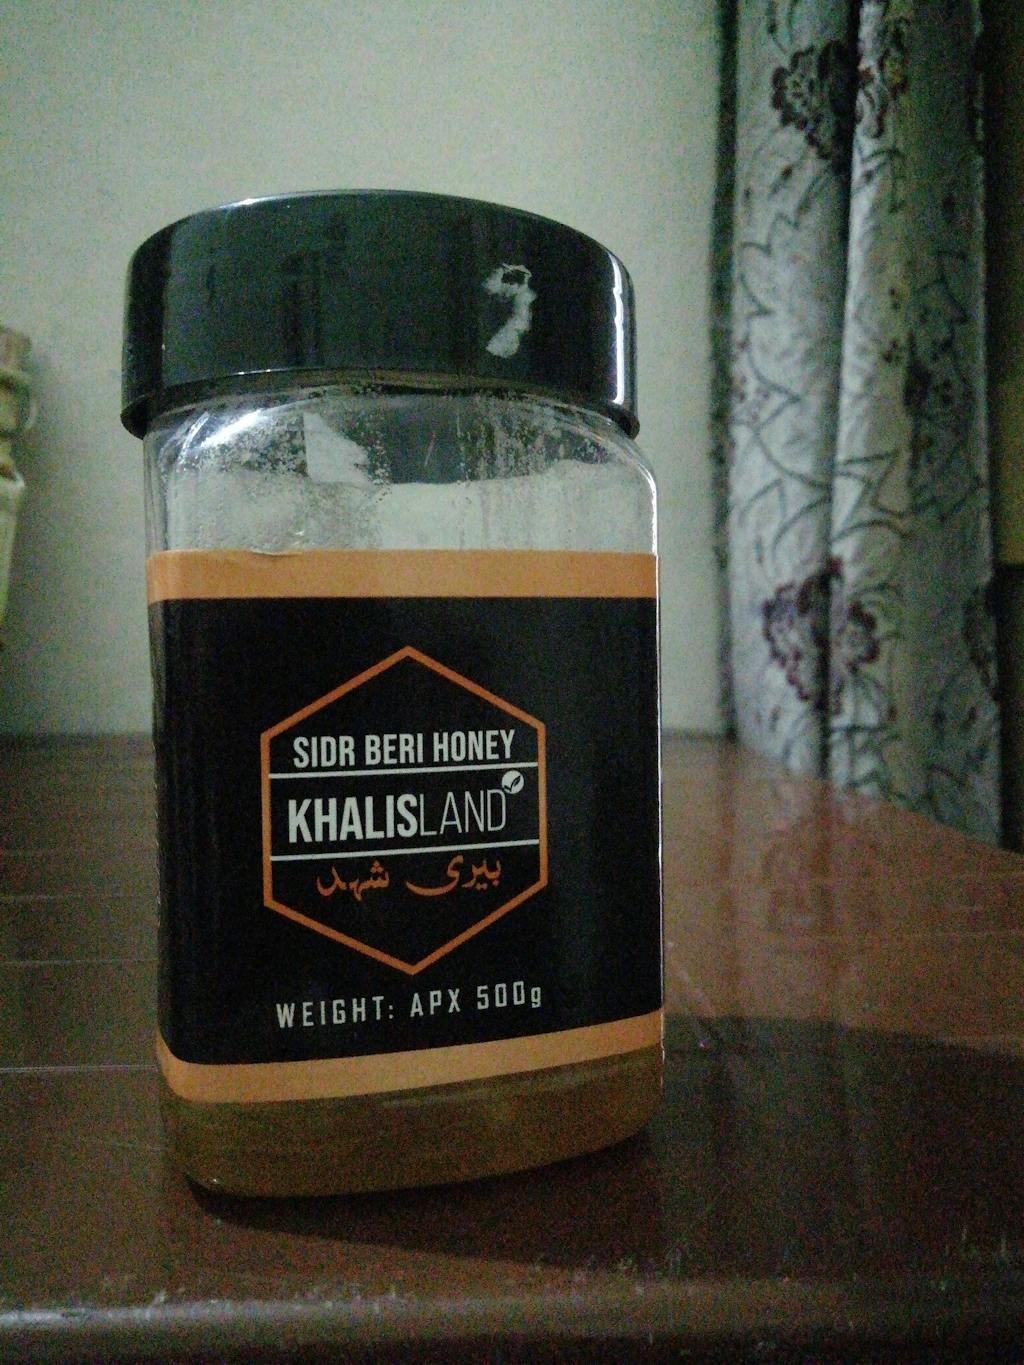 SIDR BERI HONEY
KHALISLAND
بیری شہد
WEIGHT: APX 500g